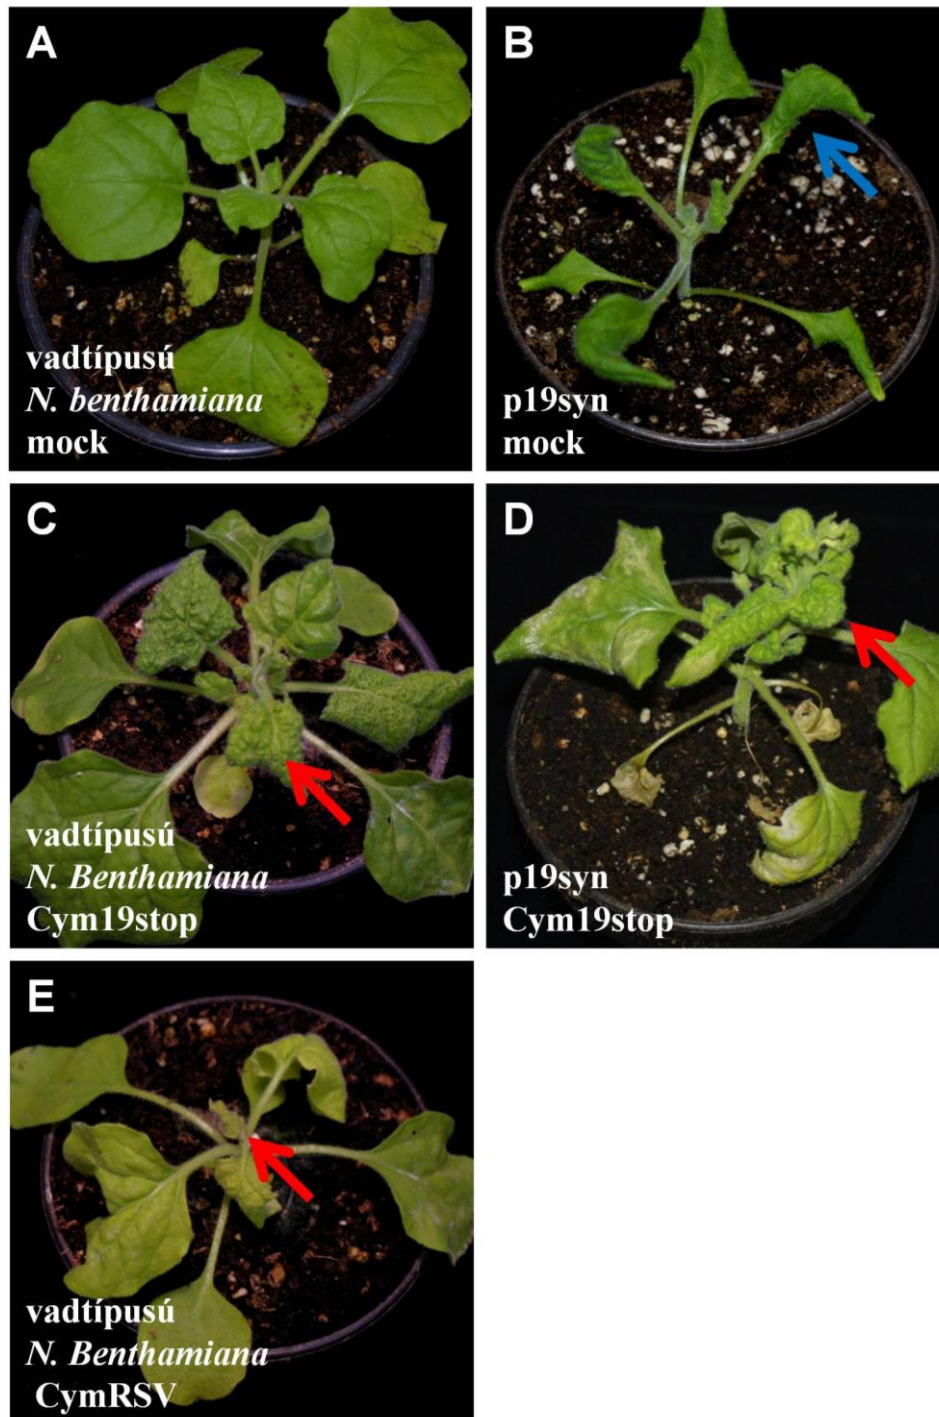 A
vadtípusú
N. benthamiana
mock
B
p19syn
mock
C
vadtípusú
N. Benthamiana
Cym19stop
D
p19syn
Cym19stop
E
vadtípusú
N. Benthamiana
CymRSV